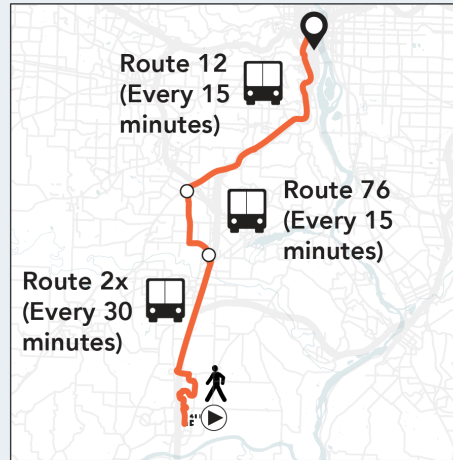 Route 12
(Every 15
minutes)
Route 76
(Every 15
minutes)
Route 2x
(Every 30
minutes)